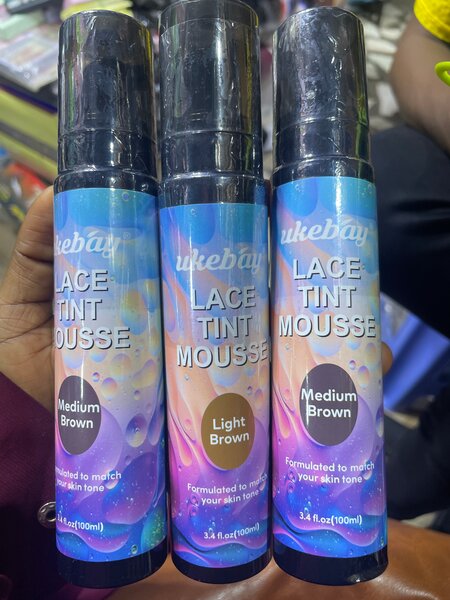 ukebay®
LACE
TINT
MOUSSE
Medium
Brown
Formulated to match
your skin tone
3.4 fl.oz(100ml)
ukebay®
LACE
TINT
MOUSSE
Light
Brown
Formulated to match
your skin tone
3.4 fl.oz(100ml)
ukebay®
LACE
TINT
MOUSSE
Medium
Brown
Formulated to match
your skin tone
3.4 fl.oz(100ml)